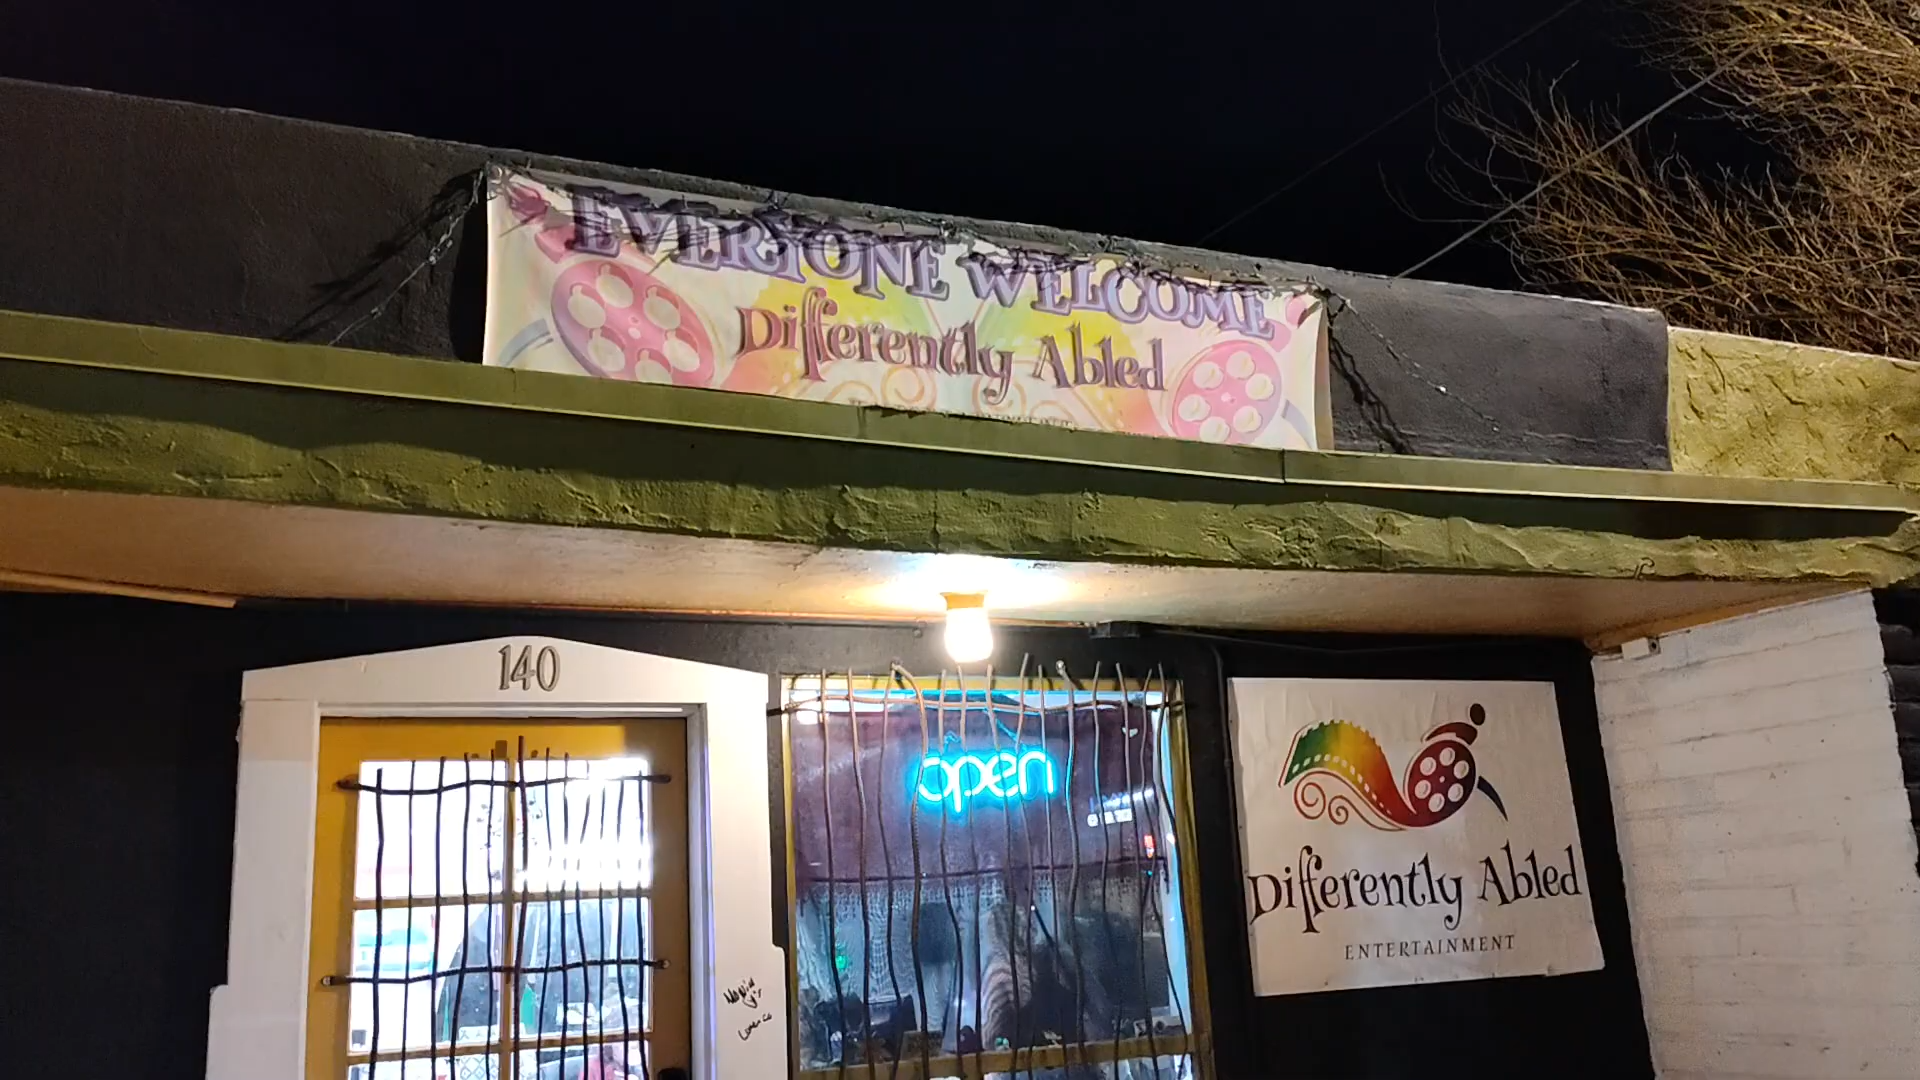 EVERYONE WELCOME
Differently Abled
140
open
Differently Abled
ENTERTAINMENT